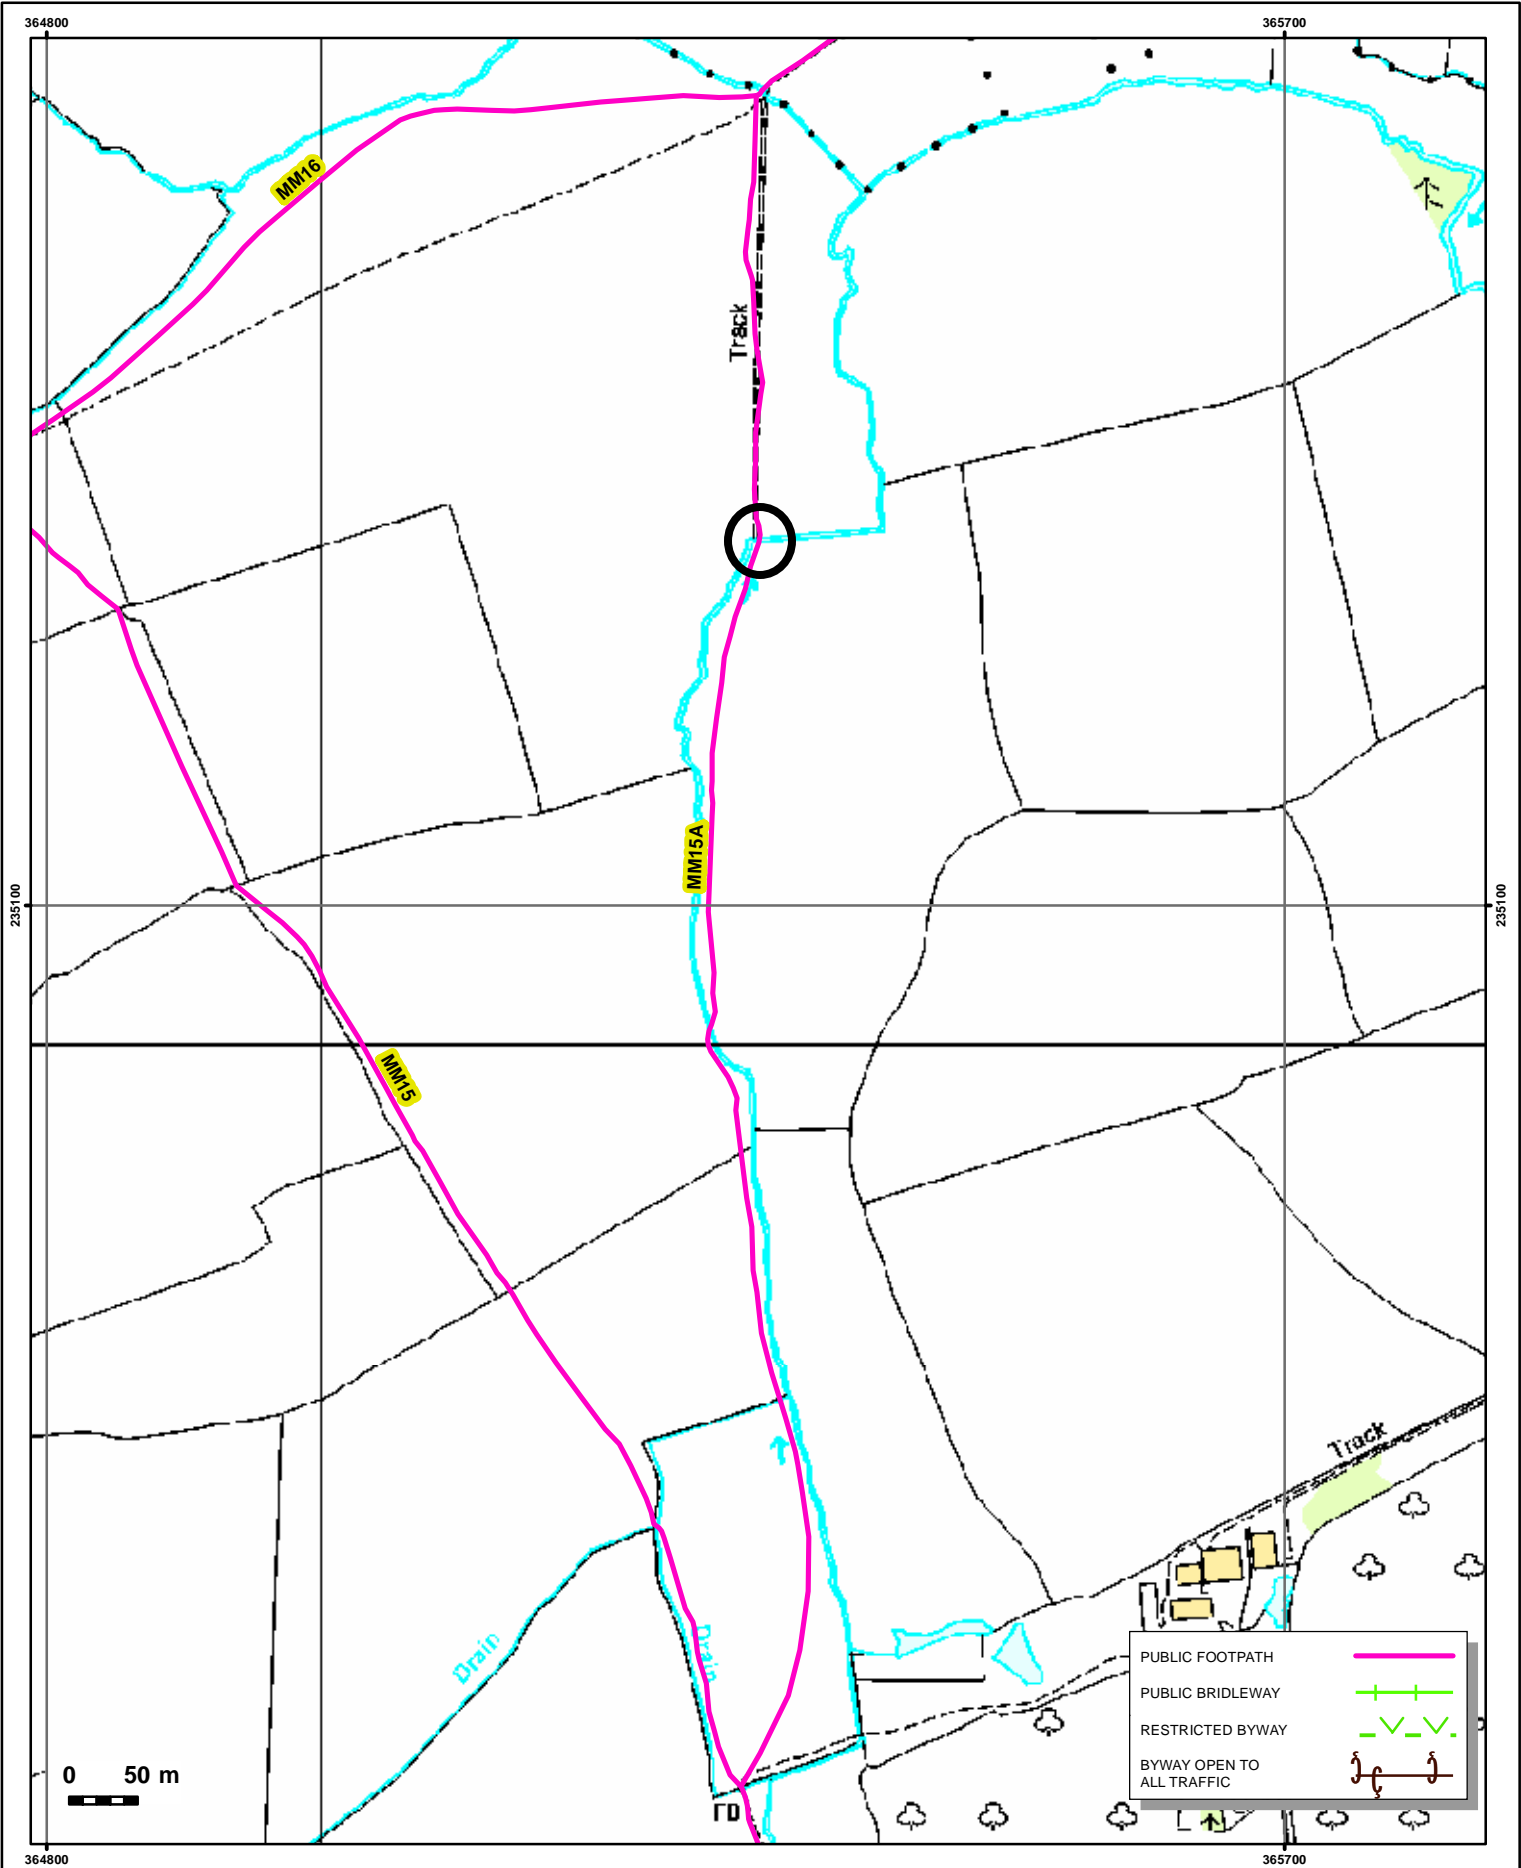 364800
365700
MM16
Track
MM15A
235100
235100
MM15
Track
Drain
Drain
PUBLIC FOOTPATH
PUBLIC BRIDLEWAY
RESTRICTED BYWAY
BYWAY OPEN TO
ALL TRAFFIC
0 50 m
364800
365700